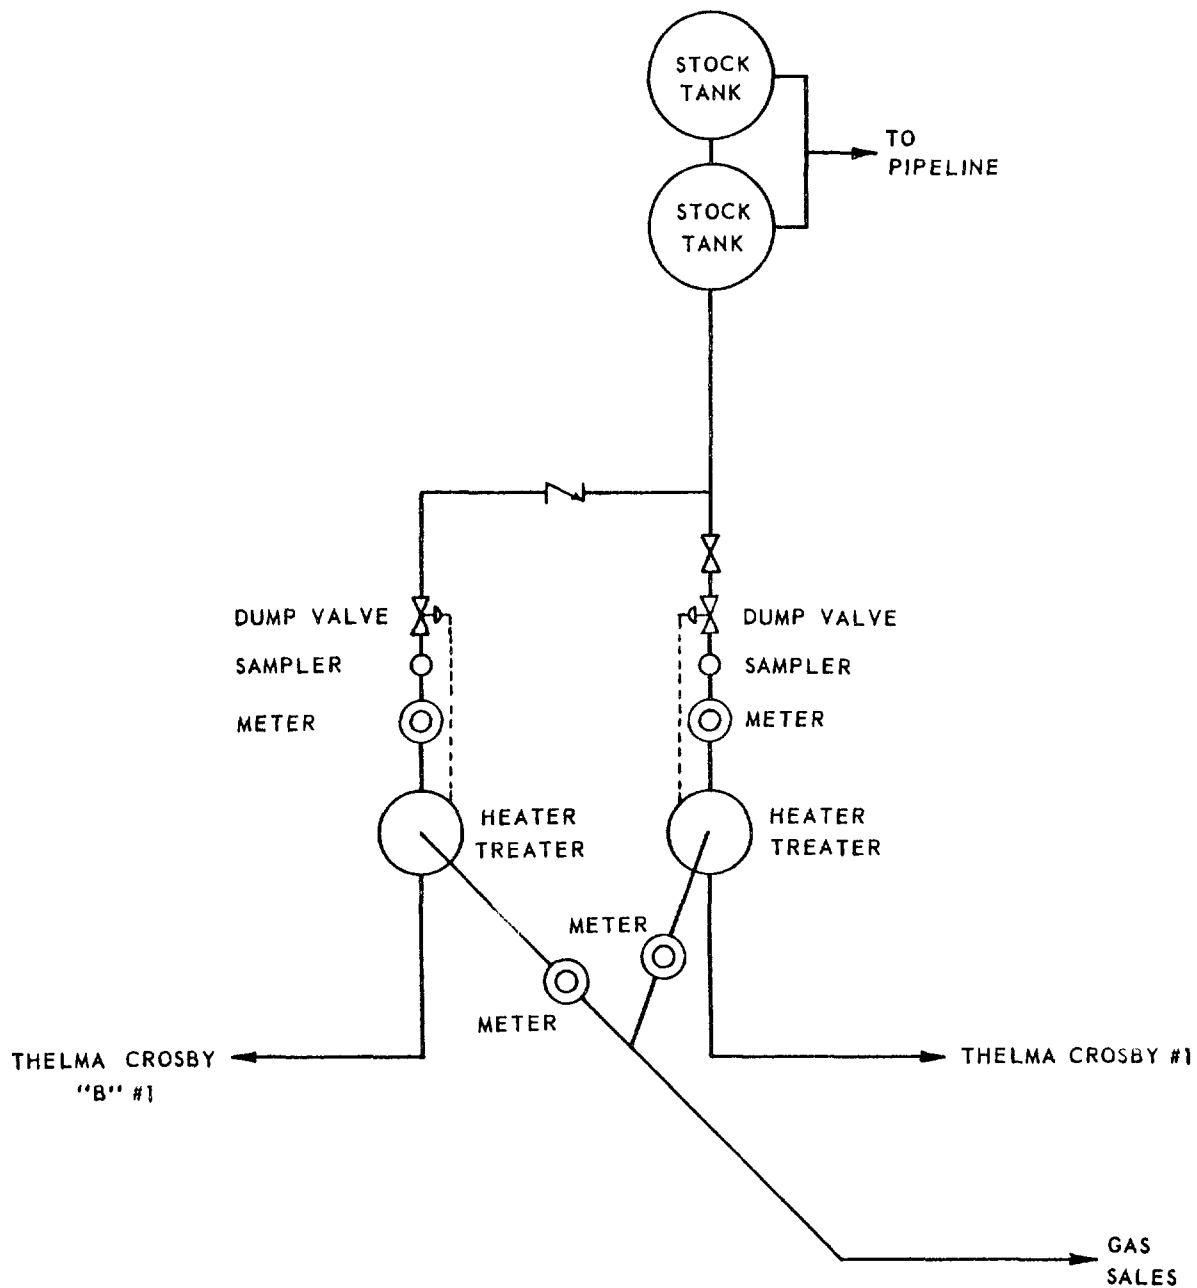 STOCK
TANK
TO
PIPELINE
STOCK
TANK
DUMP VALVE
DUMP VALVE
SAMPLER
SAMPLER
METER
METER
HEATER
TREATER
HEATER
TREATER
METER
METER
THELMA CROSBY
"B" #1
THELMA CROSBY #1
GAS
SALES